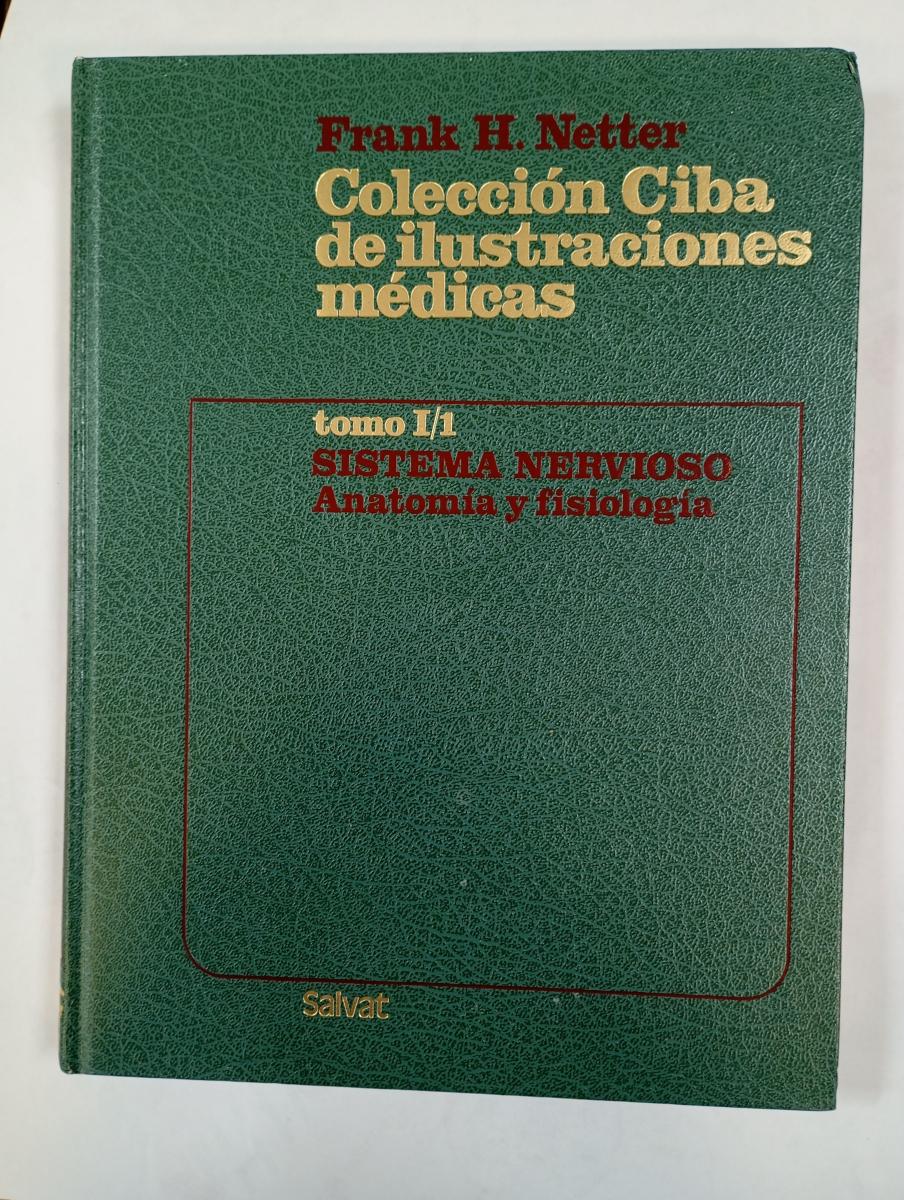 Frank H. Netter
Colección Ciba
de ilustraciones
médicas
tomo I/1
SISTEMA NERVIOSO
Anatomía y fisiología
Salvat